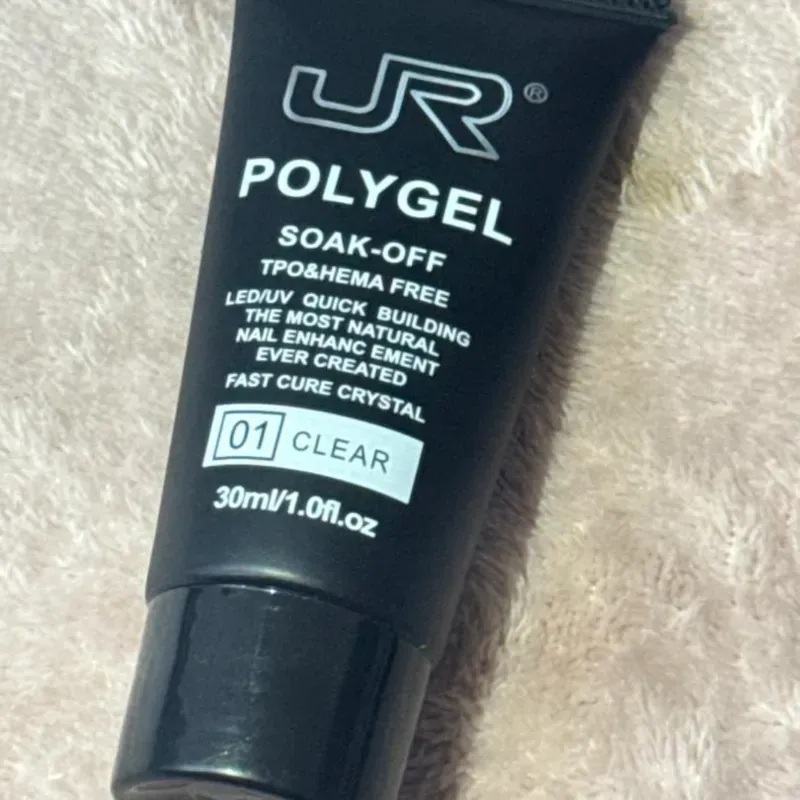 JR®
POLYGEL
SOAK-OFF
TPO&HEMA FREE
LED/UV QUICK BUILDING
THE MOST NATURAL
NAIL ENHANC EMENT
EVER CREATED
FAST CURE CRYSTAL
01 CLEAR
30ml/1.0fl.oz